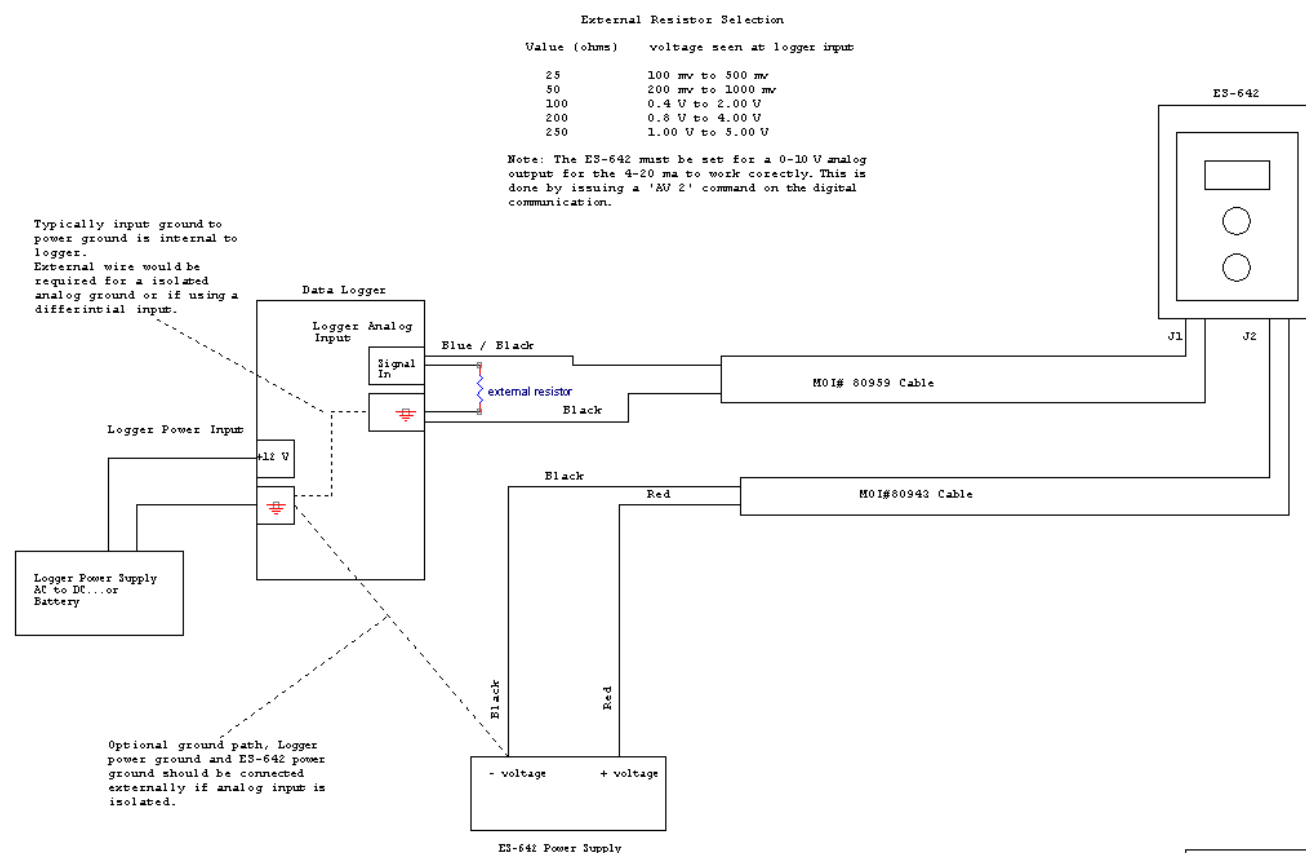 External Resistor Selection
Value (ohms) voltage seen at logger input
25 100 mv to 500 mv
50 200 mv to 1000 mv
100 0.4 V to 2.00 V
200 0.8 V to 4.00 V
250 1.00 V to 5.00 V
Note: The ES-642 must be set for a 0-10 V analog
output for the 4-20 ma to work corectly. This is
done by issuing a 'AV 2' command on the digital
communication.
ES-642
Typically input ground to
power ground is internal to
logger.
External wire would be
required for a isolated
analog ground or if using a
differintial input.
Data Logger
Logger Analog
Input
Signal
In
Blue / Black
external resistor
Black
J1
J2
MOI# 80959 Cable
Logger Power Input
+12 V
Black
Red
MOI#80943 Cable
Logger Power Supply
AC to DC...or
Battery
Black
Red
Optional ground path, Logger
power ground and ES-642 power
ground should be connected
externally if analog input is
isolated.
- voltage
+ voltage
ES-642 Power Supply